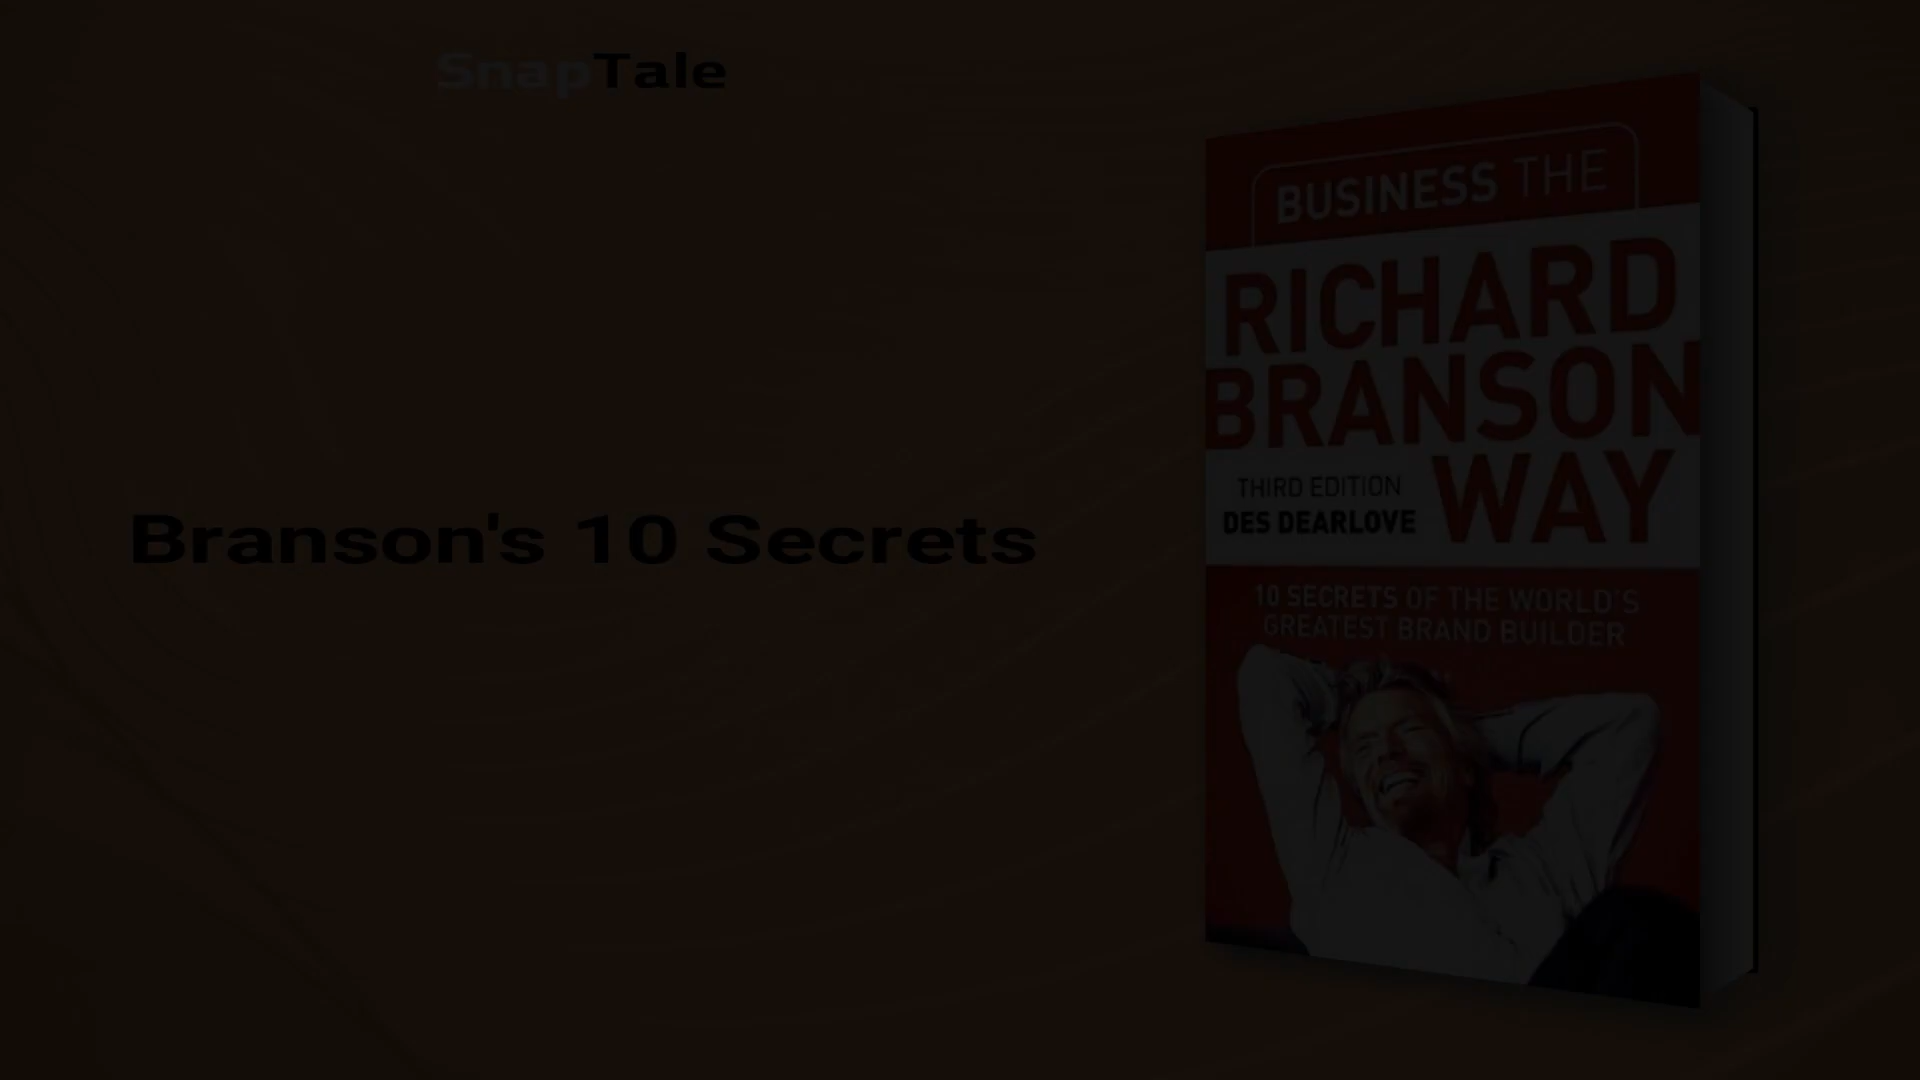 SnapTale
Branson's 10 Secrets
BUSINESS THE
RICHARD
BRANSON
WAY
THIRD EDITION
DES DEARLOVE
10 SECRETS OF THE WORLD'S
GREATEST BRAND BUILDER